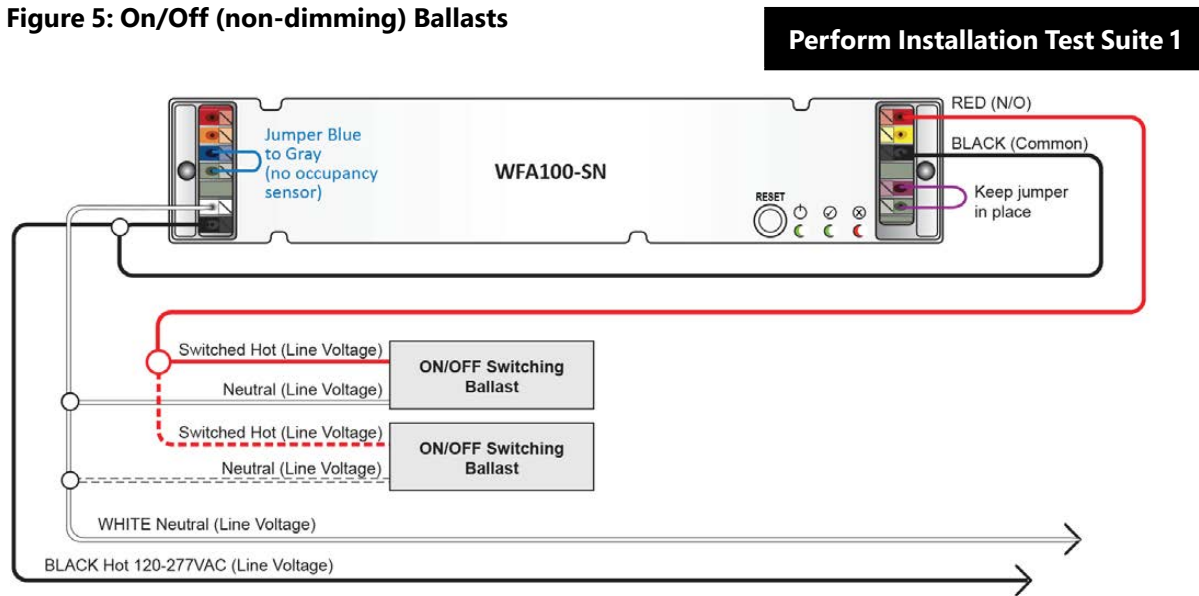 Figure 5: On/Off (non-dimming) Ballasts
Perform Installation Test Suite 1
RED (N/O)
Jumper Blue
to Gray
(no occupancy
sensor)
WFA100-SN
BLACK (Common)
RESET
Keep jumper
in place
Switched Hot (Line Voltage)
ON/OFF Switching
Ballast
Neutral (Line Voltage)
Switched Hot (Line Voltage)
ON/OFF Switching
Ballast
Neutral (Line Voltage)
WHITE Neutral (Line Voltage)
BLACK Hot 120-277VAC (Line Voltage)